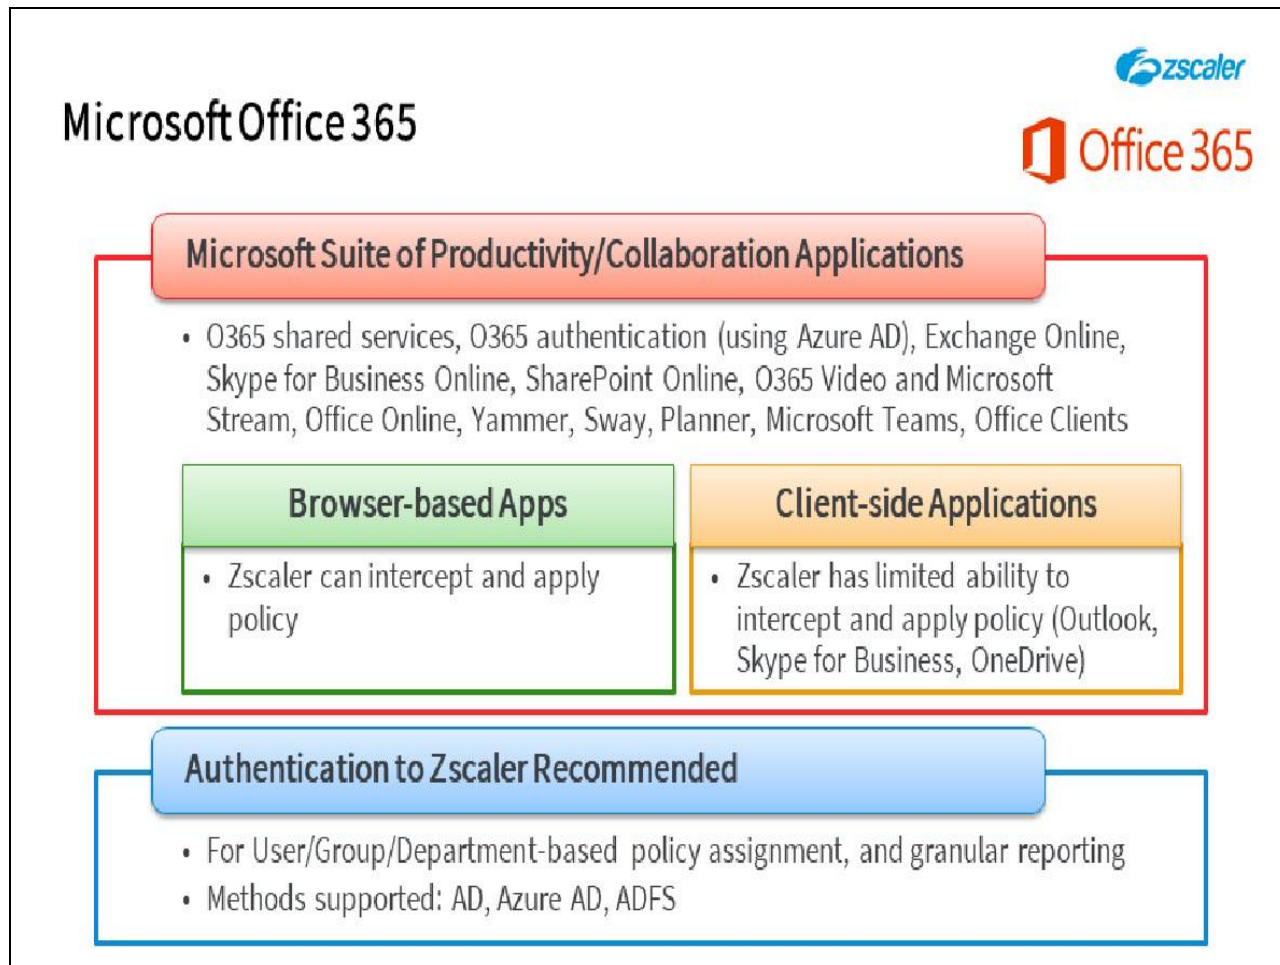 zscaler
Microsoft Office 365
Office 365
Microsoft Suite of Productivity/Collaboration Applications
• O365 shared services, O365 authentication (using Azure AD), Exchange Online,
Skype for Business Online, SharePoint Online, O365 Video and Microsoft
Stream, Office Online, Yammer, Sway, Planner, Microsoft Teams, Office Clients
Browser-based Apps
• Zscaler can intercept and apply
policy
Client-side Applications
• Zscaler has limited ability to
intercept and apply policy (Outlook,
Skype for Business, OneDrive)
Authentication to Zscaler Recommended
• For User/Group/Department-based policy assignment, and granular reporting
• Methods supported: AD, Azure AD, ADFS